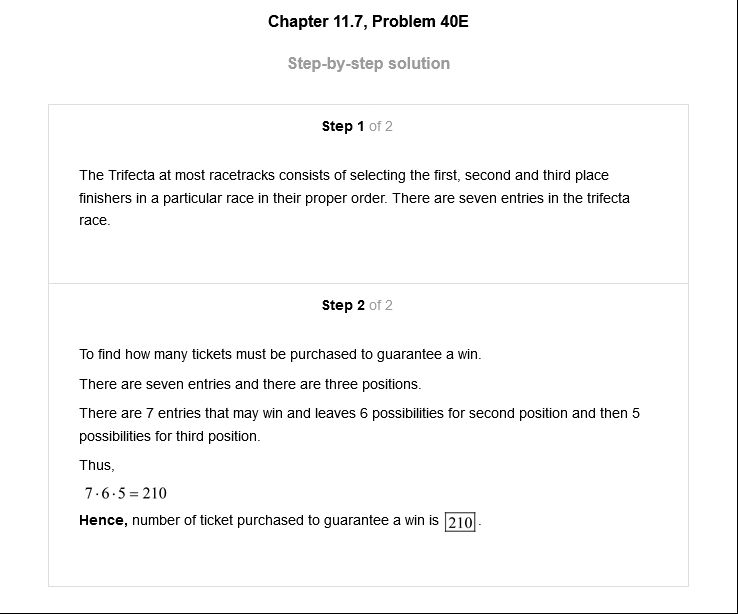 Chapter 11.7, Problem 40E
Step-by-step solution
Step 1 of 2
The Trifecta at most racetracks consists of selecting the first, second and third place
finishers in a particular race in their proper order. There are seven entries in the trifecta
race.
Step 2 of 2
To find how many tickets must be purchased to guarantee a win.
There are seven entries and there are three positions.
There are 7 entries that may win and leaves 6 possibilities for second position and then 5
possibilities for third position.
Thus,
7·6·5=210
Hence, number of ticket purchased to guarantee a win is 210.